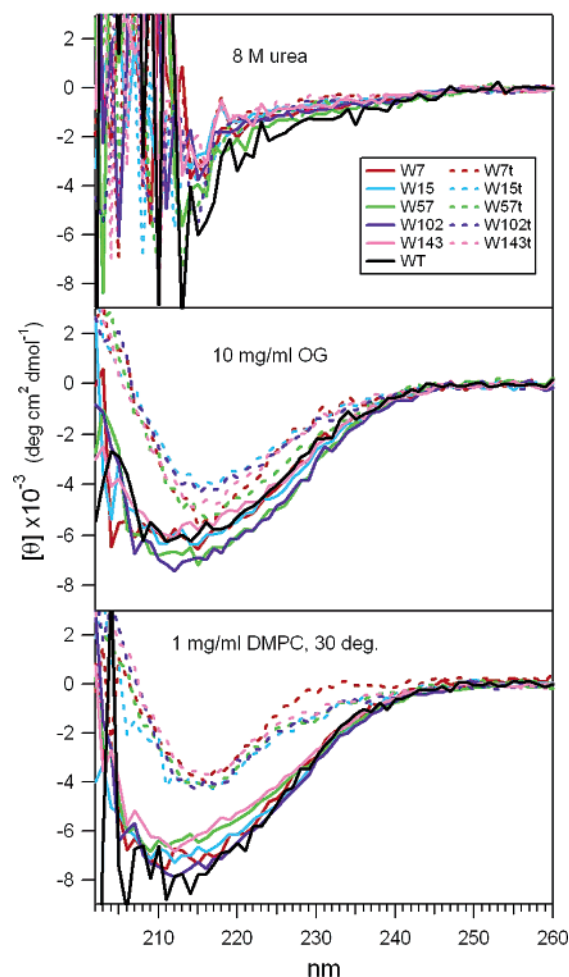 8 M urea
2
0
-2
-4
-6
-8
W7 W7t
W15 W15t
W57 W57t
W102 W102t
W143 W143t
WT
10 mg/ml OG
2
0
-2
-4
-6
-8
[θ] x10⁻³ (deg cm² dmol⁻¹)
1 mg/ml DMPC, 30 deg.
2
0
-2
-4
-6
-8
210 220 230 240 250 260
nm